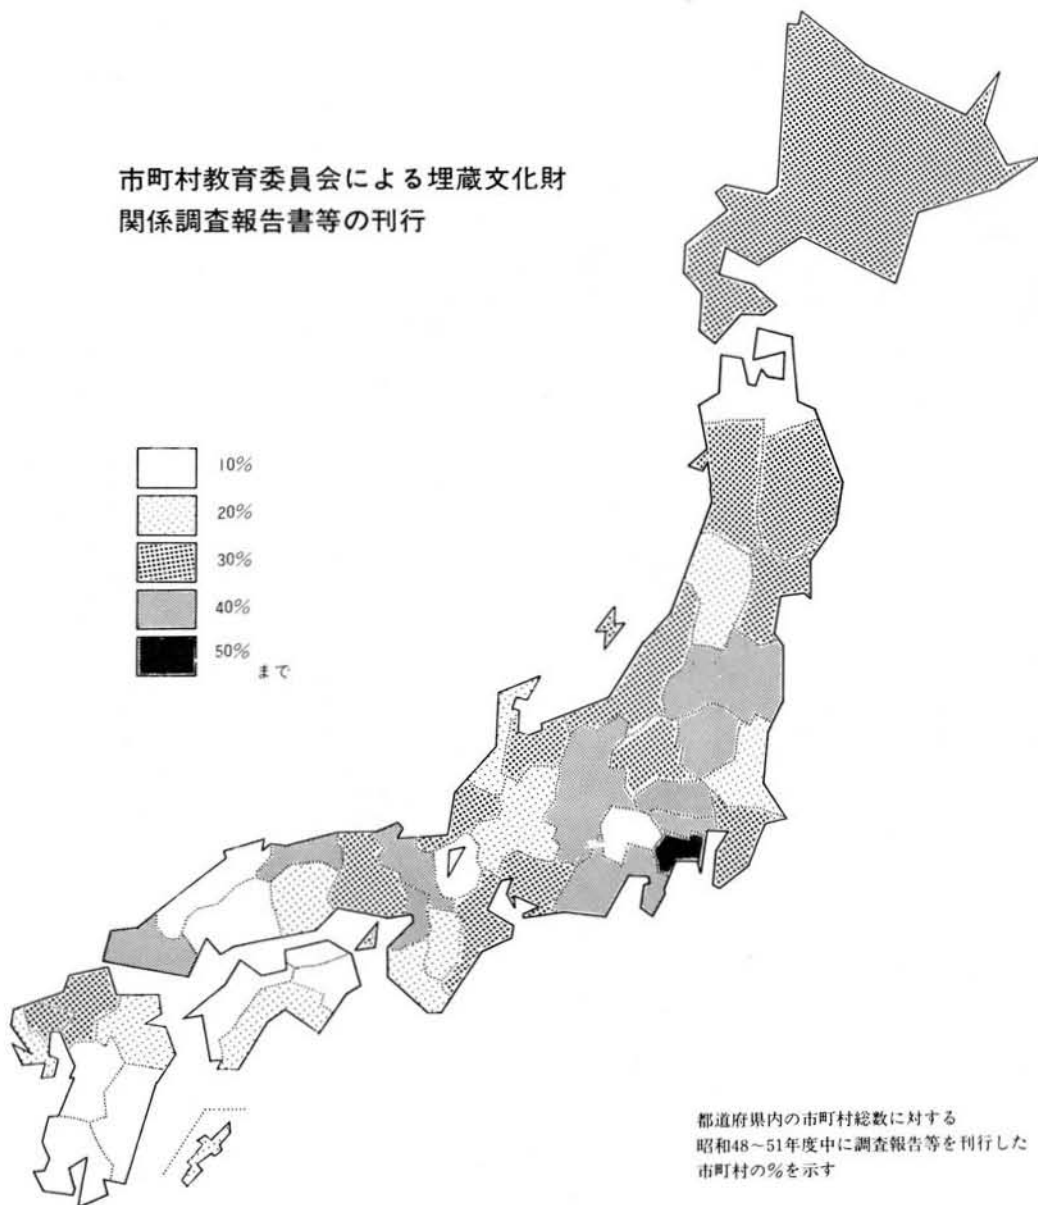 市町村教育委員会による埋蔵文化財
関係調査報告書等の刊行
10%
20%
30%
40%
50%
まで
都道府県内の市町村総数に対する
昭和48~51年度中に調査報告等を刊行した
市町村の%を示す